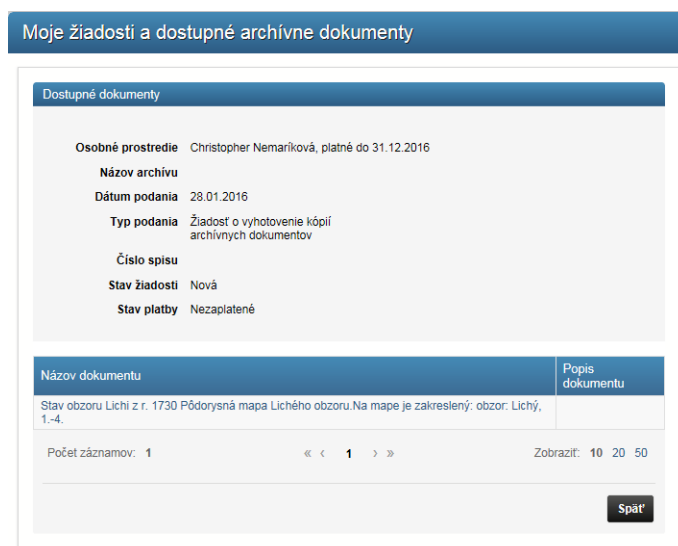 Moje žiadosti a dostupné archívne dokumenty
Dostupné dokumenty
Osobné prostredie Christopher Nemaríková, platné do 31.12.2016
Názov archívu
Dátum podania 28.01.2016
Typ podania Žiadosť o vyhotovenie kópií
archívnych dokumentov
Číslo spisu
Stav žiadosti Nová
Stav platby Nezaplatené
Názov dokumentu Popis
dokumentu
Stav obzoru Lichi z r. 1730 Pôdorysná mapa Lichého obzoru.Na mape je zakreslený: obzor: Lichý,
1.-4.
Počet záznamov: 1 « ‹ 1 › » Zobraziť: 10 20 50
Späť